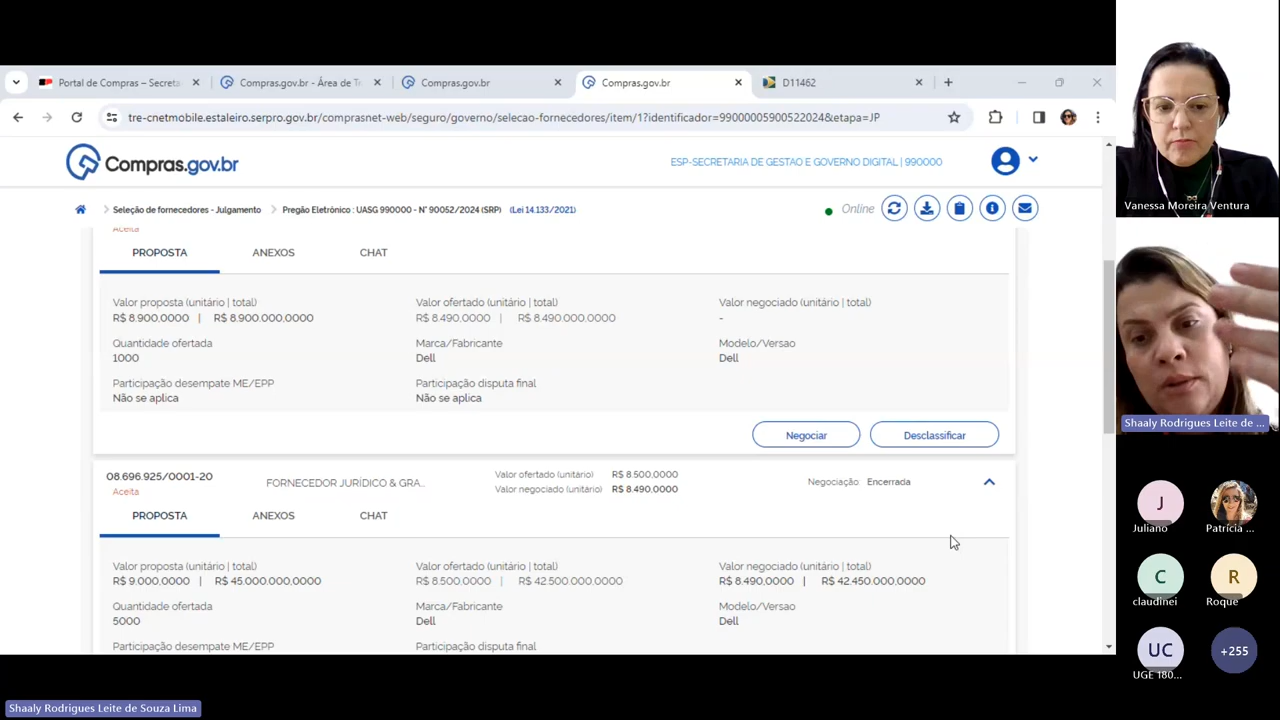 Portal de Compras – Secreta
Compras.gov.br - Área de T
Compras.gov.br
Compras.gov.br
D11462
tre-cnetmobile.estaleiro.serpro.gov.br/comprasnet-web/seguro/governo/selecao-fornecedores/item/1?identificador=99000005900522024&etapa=JP
Compras.gov.br
ESP-SECRETARIA DE GESTAO E GOVERNO DIGITAL | 990000
Seleção de fornecedores - Julgamento
Pregão Eletrônico : UASG 990000 - N° 90052/2024 (SRP) (Lei 14.133/2021)
Online
Aceita
PROPOSTA ANEXOS CHAT
Valor proposta (unitário | total) Valor ofertado (unitário | total) Valor negociado (unitário | total)
R$ 8.900,0000 | R$ 8.900.000,0000 R$ 8.490,0000 | R$ 8.490.000,0000 -
Quantidade ofertada Marca/Fabricante Modelo/Versao
1000 Dell Dell
Participação desempate ME/EPP Participação disputa final
Não se aplica Não se aplica
Negociar Desclassificar
08.696.925/0001-20 FORNECEDOR JURÍDICO & GRA... Valor ofertado (unitário) R$ 8.500,0000 Negociação: Encerrada
Aceita Valor negociado (unitário) R$ 8.490,0000
PROPOSTA ANEXOS CHAT
Valor proposta (unitário | total) Valor ofertado (unitário | total) Valor negociado (unitário | total)
R$ 9.000,0000 | R$ 45.000.000,0000 R$ 8.500,0000 | R$ 42.500.000,0000 R$ 8.490,0000 | R$ 42.450.000,0000
Quantidade ofertada Marca/Fabricante Modelo/Versao
5000 Dell Dell
Participação desempate ME/EPP Participação disputa final
Vanessa Moreira Ventura
Shaaly Rodrigues Leite de ...
J
Juliano Patrícia ...
C R
claudinei Roque
UC +255
UGE 180...
Shaaly Rodrigues Leite de Souza Lima